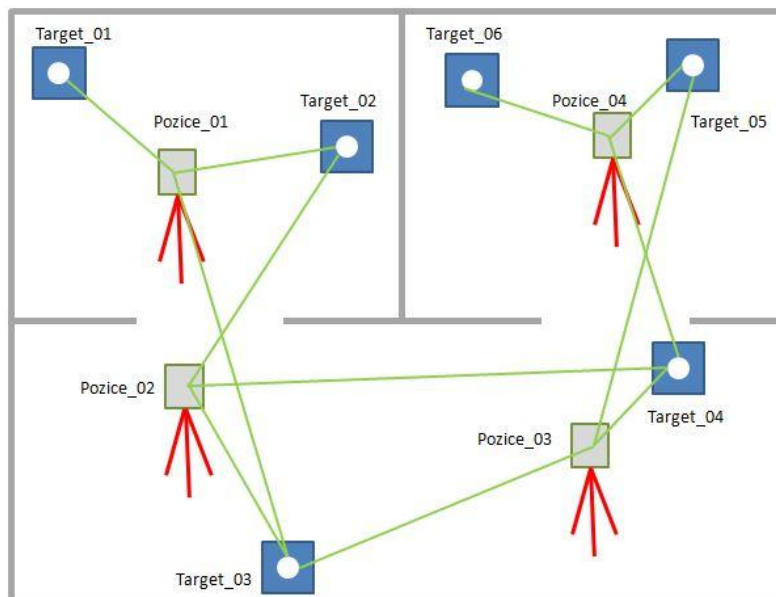 Target_01
Target_06
Target_02
Pozice_04
Pozice_01
Target_05
Pozice_02
Target_04
Pozice_03
Target_03